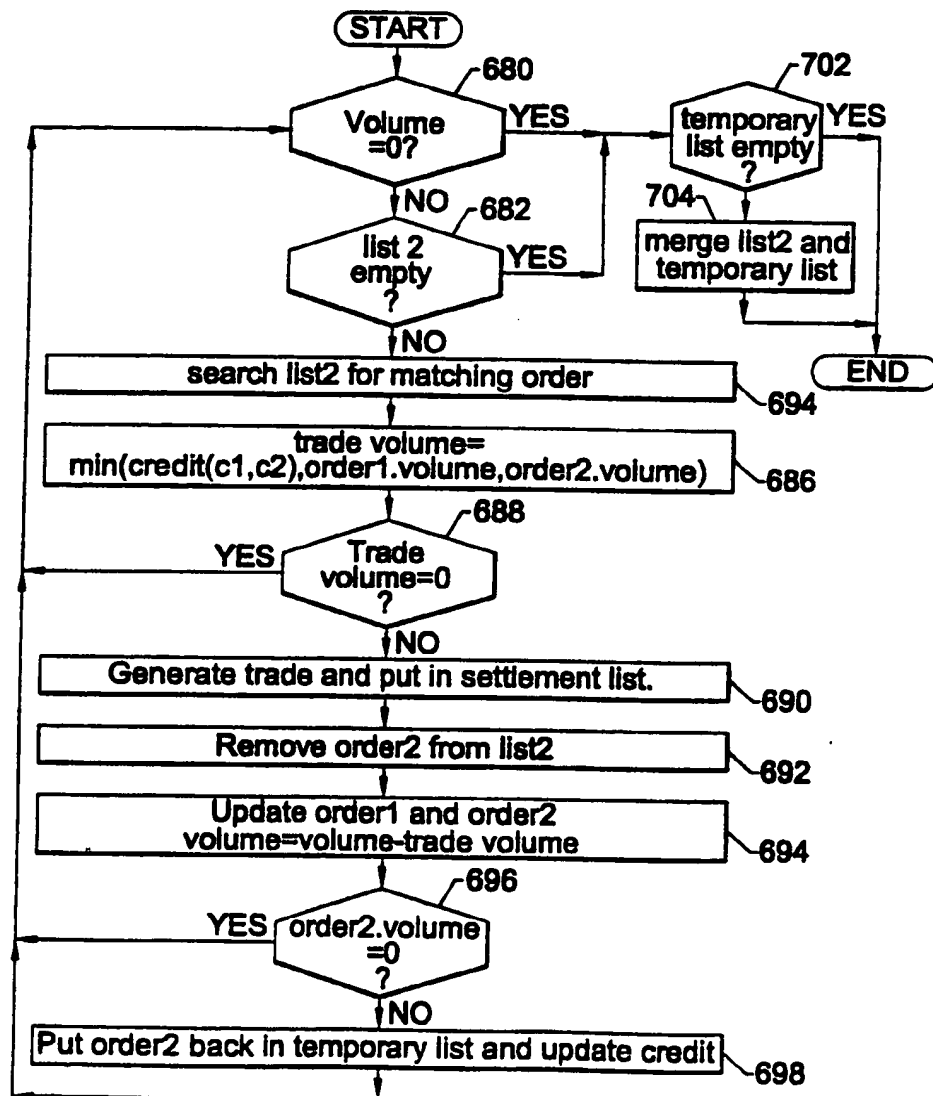 START
680
Volume
=0?
YES
NO
702
temporary
list empty
?
YES
704
merge list2 and
temporary list
682
list 2
empty
?
YES
NO
END
search list2 for matching order
694
trade volume=
min(credit(c1,c2),order1.volume,order2.volume)
686
688
Trade
volume=0
?
YES
NO
Generate trade and put in settlement list.
690
Remove order2 from list2
692
Update order1 and order2
volume=volume-trade volume
694
696
order2.volume
=0
?
YES
NO
Put order2 back in temporary list and update credit
698